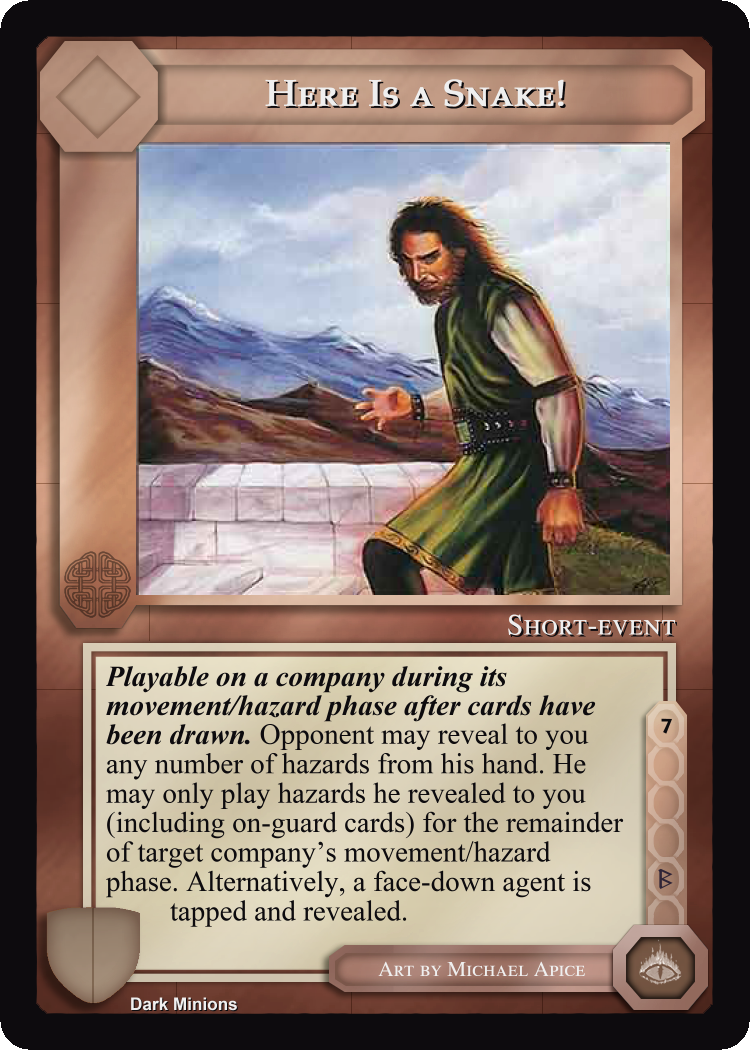 Here Is a Snake!
Short-event
Playable on a company during its
movement/hazard phase after cards have
been drawn. Opponent may reveal to you
any number of hazards from his hand. He
may only play hazards he revealed to you
(including on-guard cards) for the remainder
of target company's movement/hazard
phase. Alternatively, a face-down agent is
tapped and revealed.
7
ᛒ
Art by Michael Apice
Dark Minions